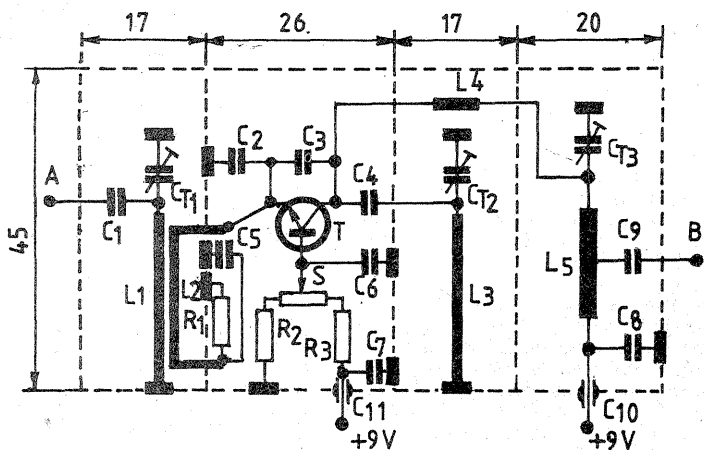 17 26. 17 20
L4
C2 C3 CT3
A CT1 C4 CT2
C1 T C9 B
45 C5 L5
S C6
L1 L2 L3
R1 R2 R3 C7 C8
C11 C10
+9V +9V